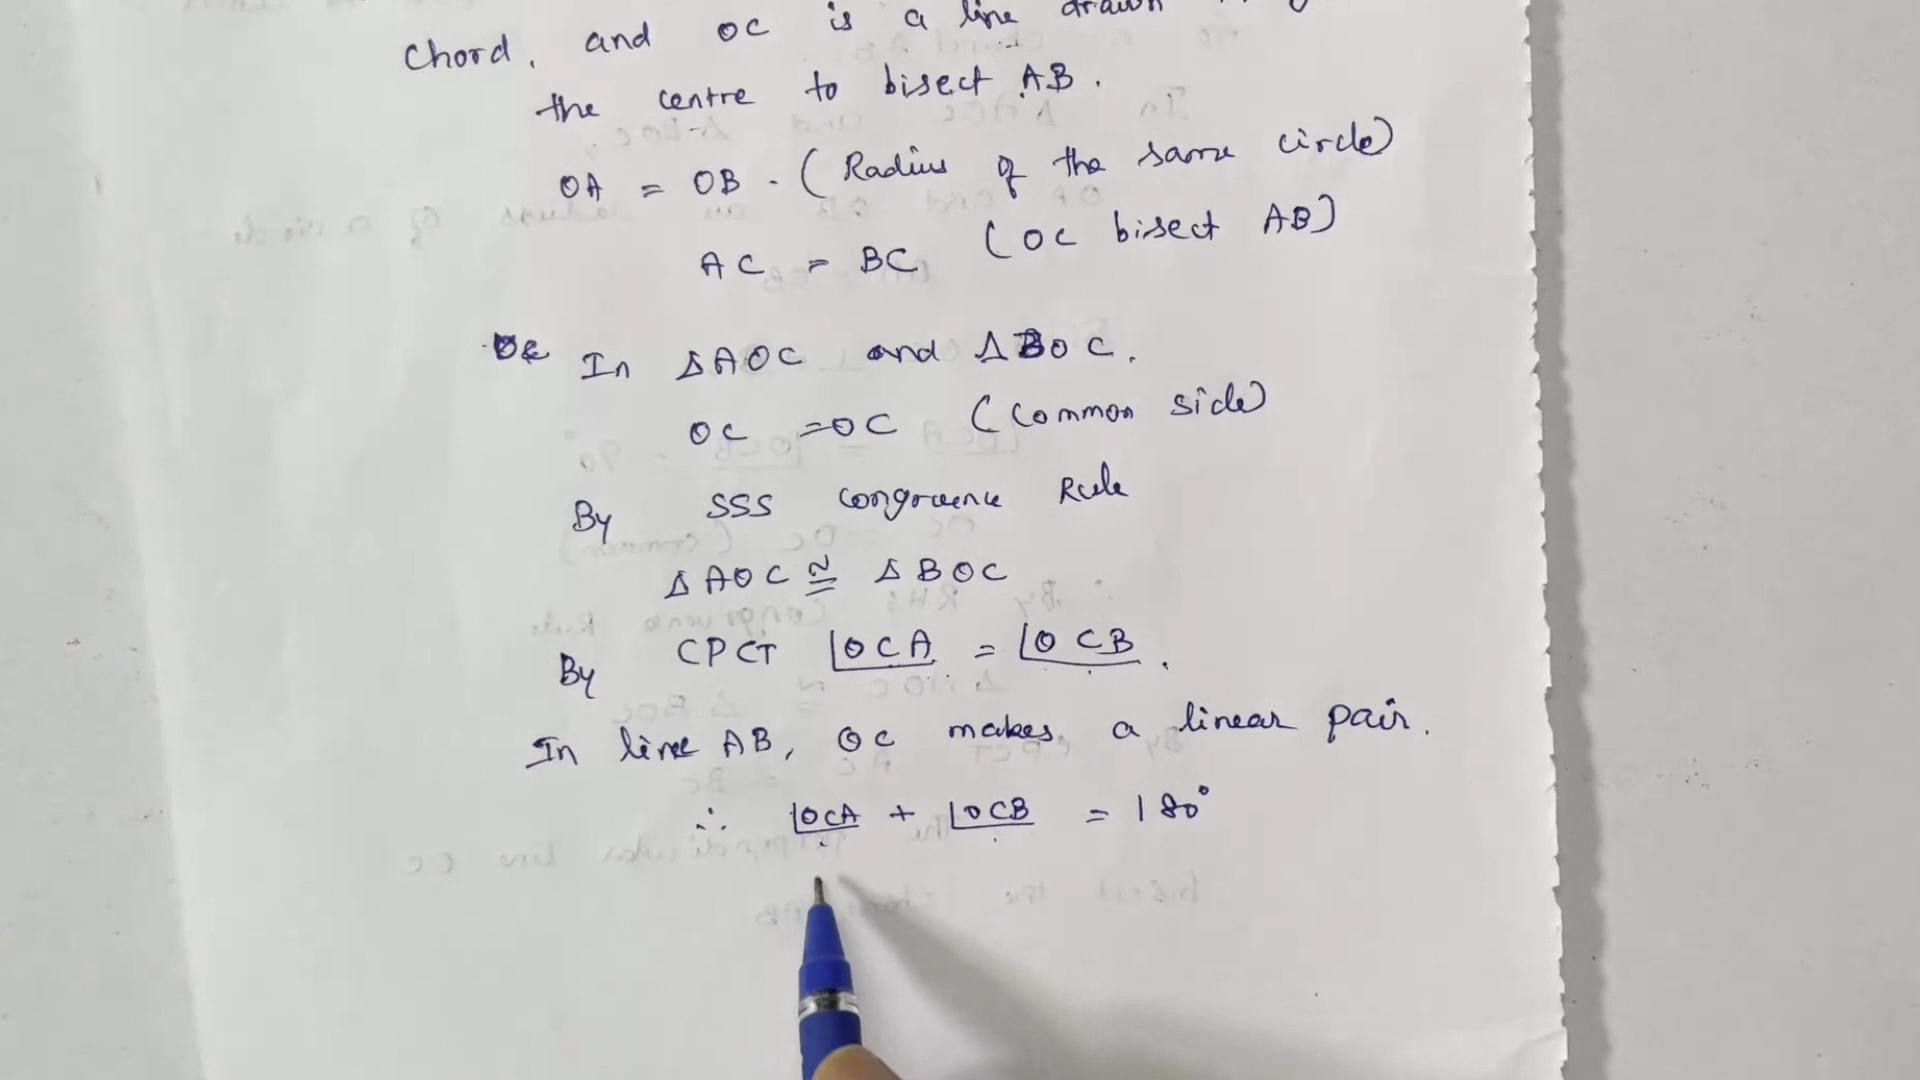 Chord, and OC is a line drawn
the centre to bisect AB.
OA = OB. (Radius of the same circle)
AC = BC (OC bisect AB)
In ΔAOC and ΔBOC.
OC = OC (Common side)
By SSS Congruence Rule
ΔAOC ≅ ΔBOC
By CPCT ∠OCA = ∠OCB.
In line AB, OC makes a linear pair.
∴ ∠OCA + ∠OCB = 180°